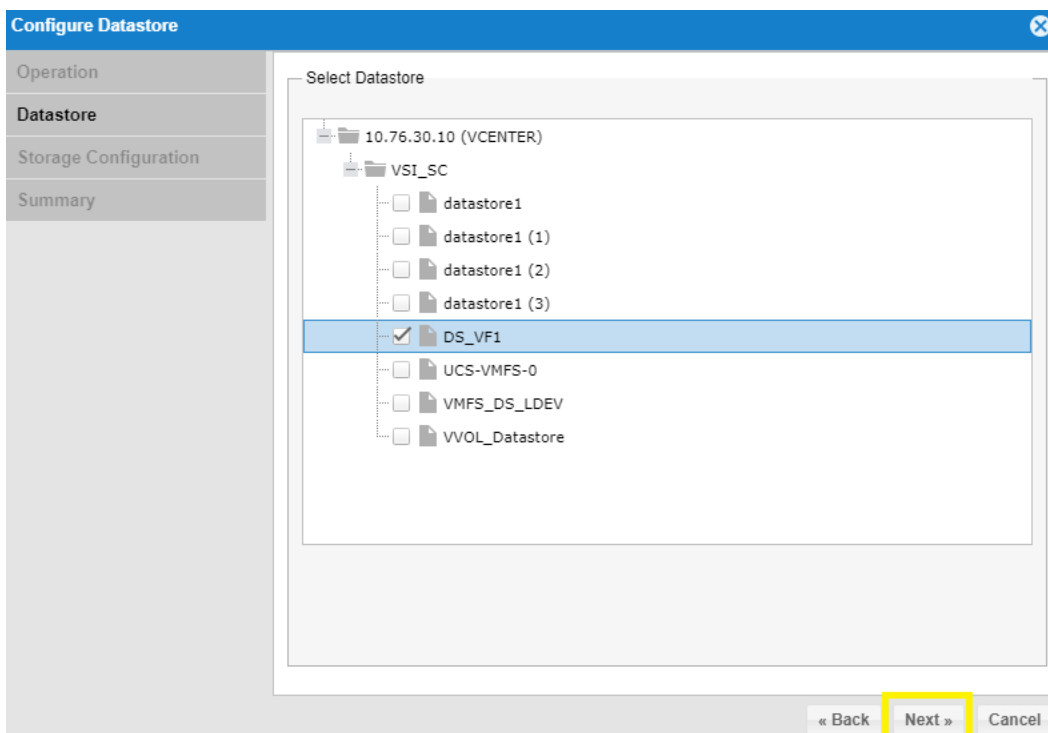 Configure Datastore
Operation
Datastore
Storage Configuration
Summary
Select Datastore
10.76.30.10 (VCENTER)
VSI_SC
datastore1
datastore1 (1)
datastore1 (2)
datastore1 (3)
DS_VF1
UCS-VMFS-0
VMFS_DS_LDEV
VVOL_Datastore
« Back Next » Cancel